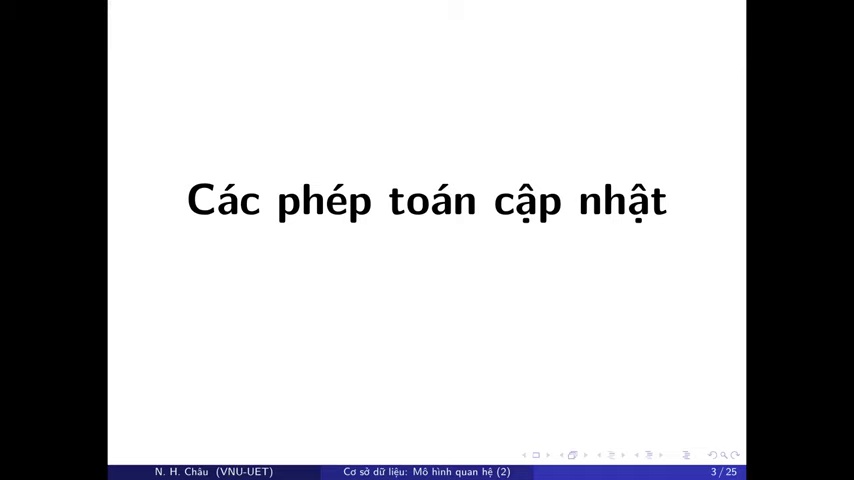 Các phép toán cập nhật
N. H. Châu (VNU-UET) Cơ sở dữ liệu: Mô hình quan hệ (2) 3 / 25